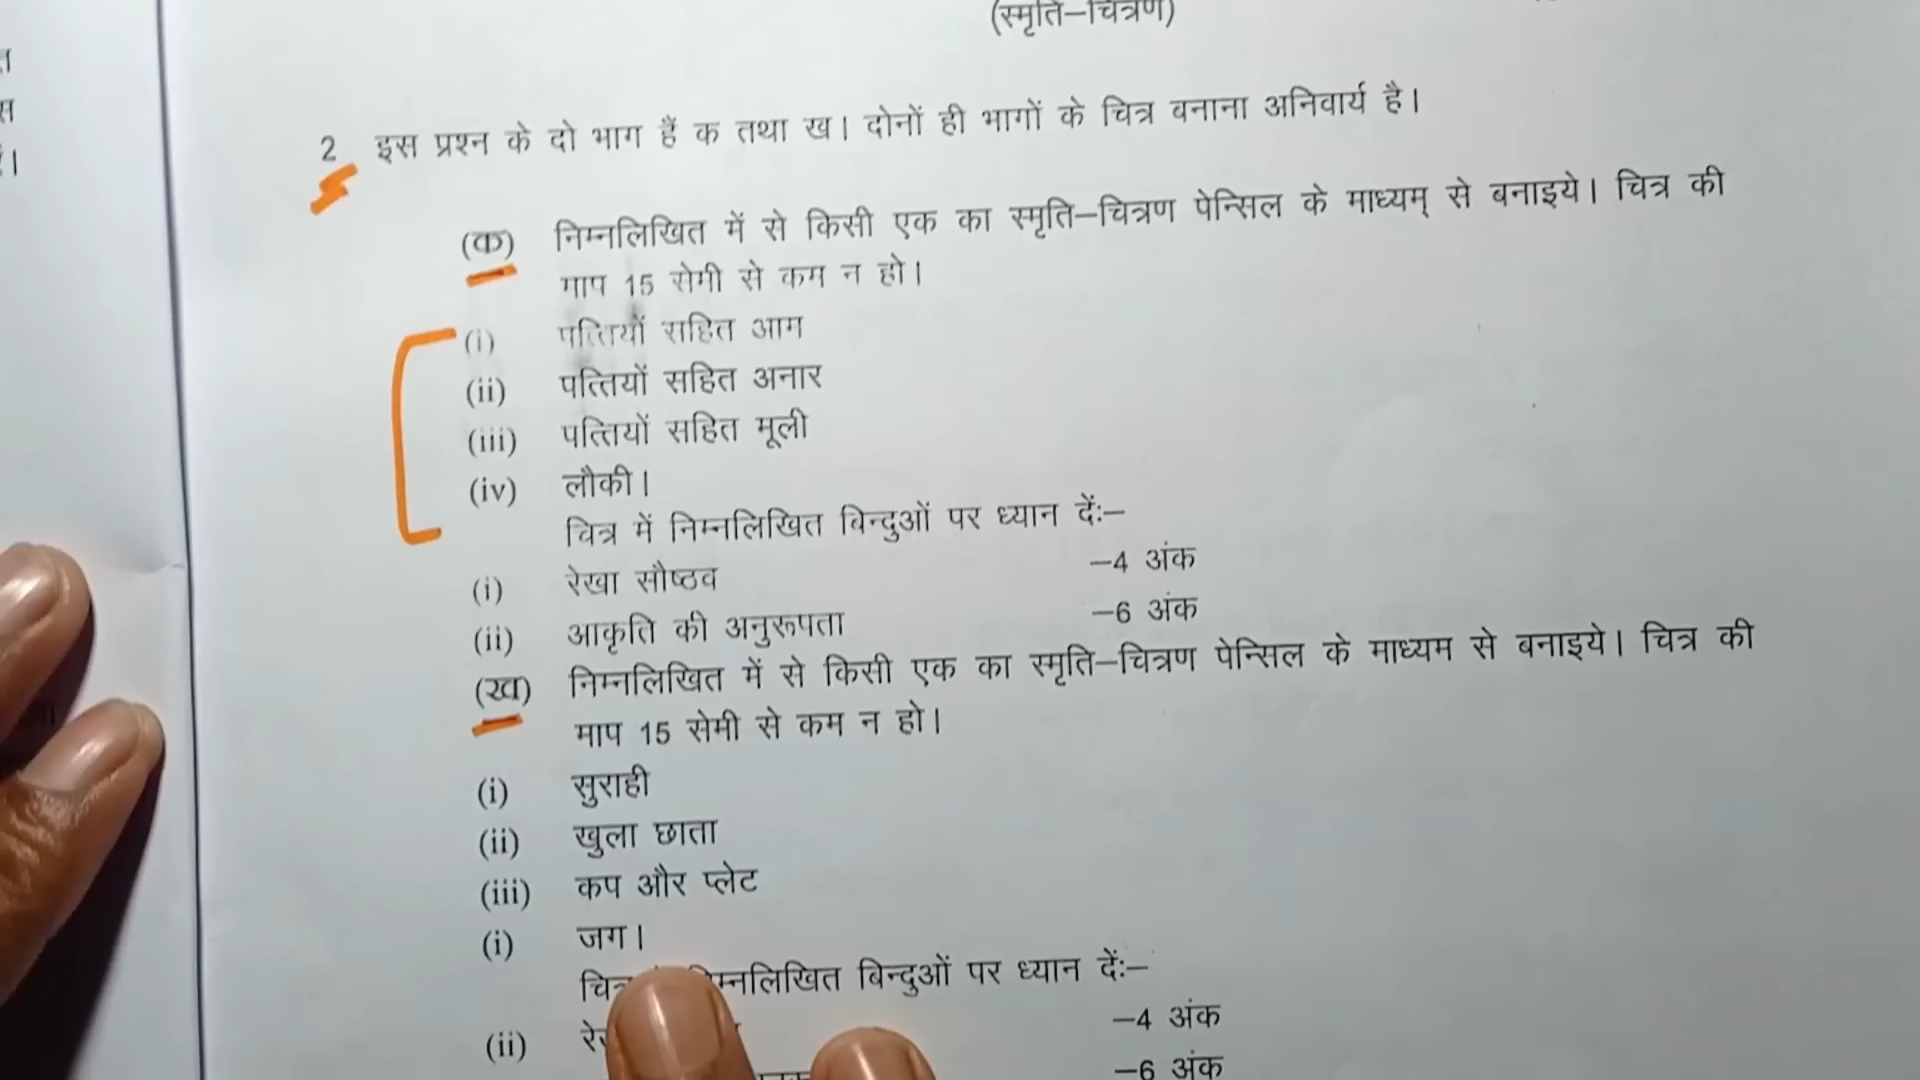 त
स
ं।
(स्मृति–चित्रण)
2 इस प्रश्न के दो भाग हैं क तथा ख। दोनों ही भागों के चित्र बनाना अनिवार्य है।
(क) निम्नलिखित में से किसी एक का स्मृति–चित्रण पेन्सिल के माध्यम् से बनाइये। चित्र की
माप 15 सेमी से कम न हो।
(i) पत्तियों सहित आम
(ii) पत्तियों सहित अनार
(iii) पत्तियों सहित मूली
(iv) लौकी।
चित्र में निम्नलिखित बिन्दुओं पर ध्यान दें:–
(i) रेखा सौष्ठव –4 अंक
(ii) आकृति की अनुरूपता –6 अंक
(ख) निम्नलिखित में से किसी एक का स्मृति–चित्रण पेन्सिल के माध्यम से बनाइये। चित्र की
माप 15 सेमी से कम न हो।
(i) सुराही
(ii) खुला छाता
(iii) कप और प्लेट
(i) जग।
निम्नलिखित बिन्दुओं पर ध्यान दें:–
(ii) –4 अंक
–6 अंक